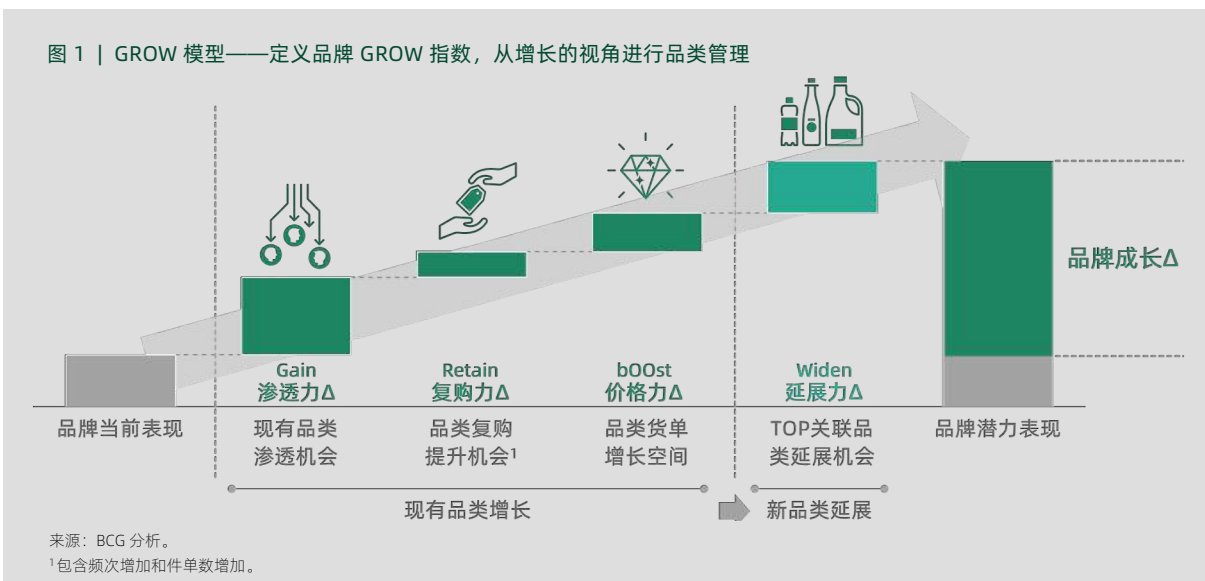 图 1 | GROW 模型——定义品牌 GROW 指数，从增长的视角进行品类管理
品牌成长Δ
Gain
渗透力Δ
Retain
复购力Δ
bOOst
价格力Δ
Widen
延展力Δ
品牌当前表现
现有品类
渗透机会
品类复购
提升机会¹
品类货单
增长空间
TOP关联品
类延展机会
品牌潜力表现
现有品类增长
新品类延展
来源：BCG 分析。
¹包含频次增加和件单数增加。